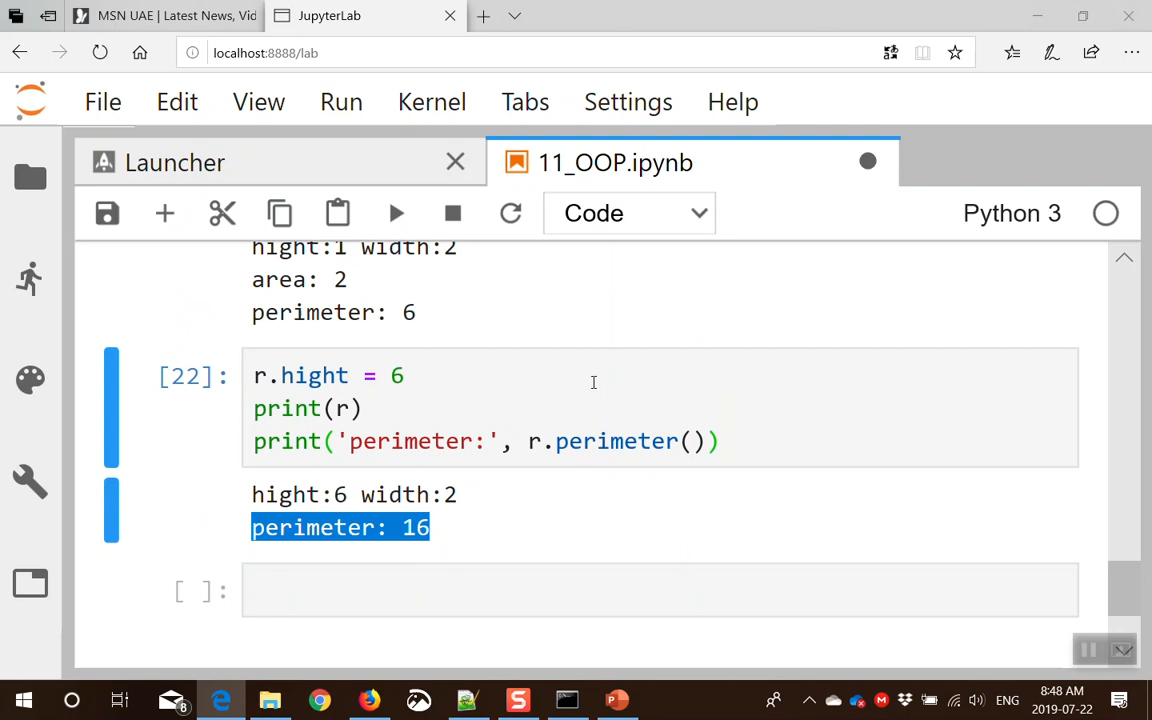 MSN UAE | Latest News, Vid
JupyterLab
localhost:8888/lab
File Edit View Run Kernel Tabs Settings Help
Launcher
11_OOP.ipynb
Code
Python 3
hight:1 width:2
area: 2
perimeter: 6
[22]:
r.hight = 6
print(r)
print('perimeter:', r.perimeter())
hight:6 width:2
perimeter: 16
[ ]:
8
S
M
ENG
8:48 AM
2019-07-22